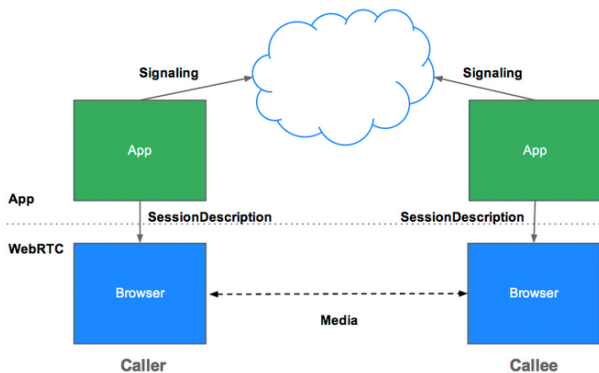 Signaling
Signaling
App
App
App
SessionDescription
SessionDescription
WebRTC
Browser
Browser
Media
Caller
Callee